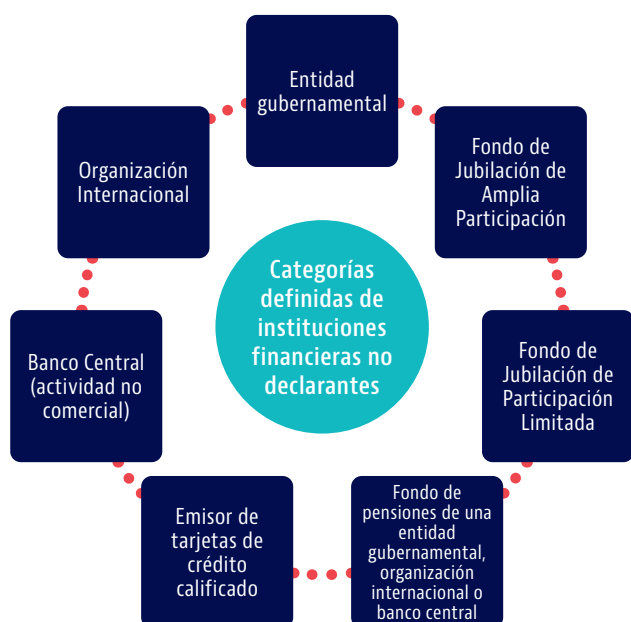 Entidad
gubernamental
Fondo de
Jubilación de
Amplia
Participación
Fondo de
Jubilación de
Participación
Limitada
Fondo de
pensiones de una
entidad
gubernamental,
organización
internacional o
banco central
Emisor de
tarjetas de
crédito
calificado
Banco Central
(actividad no
comercial)
Organización
Internacional
Categorías
definidas de
instituciones
financieras no
declarantes